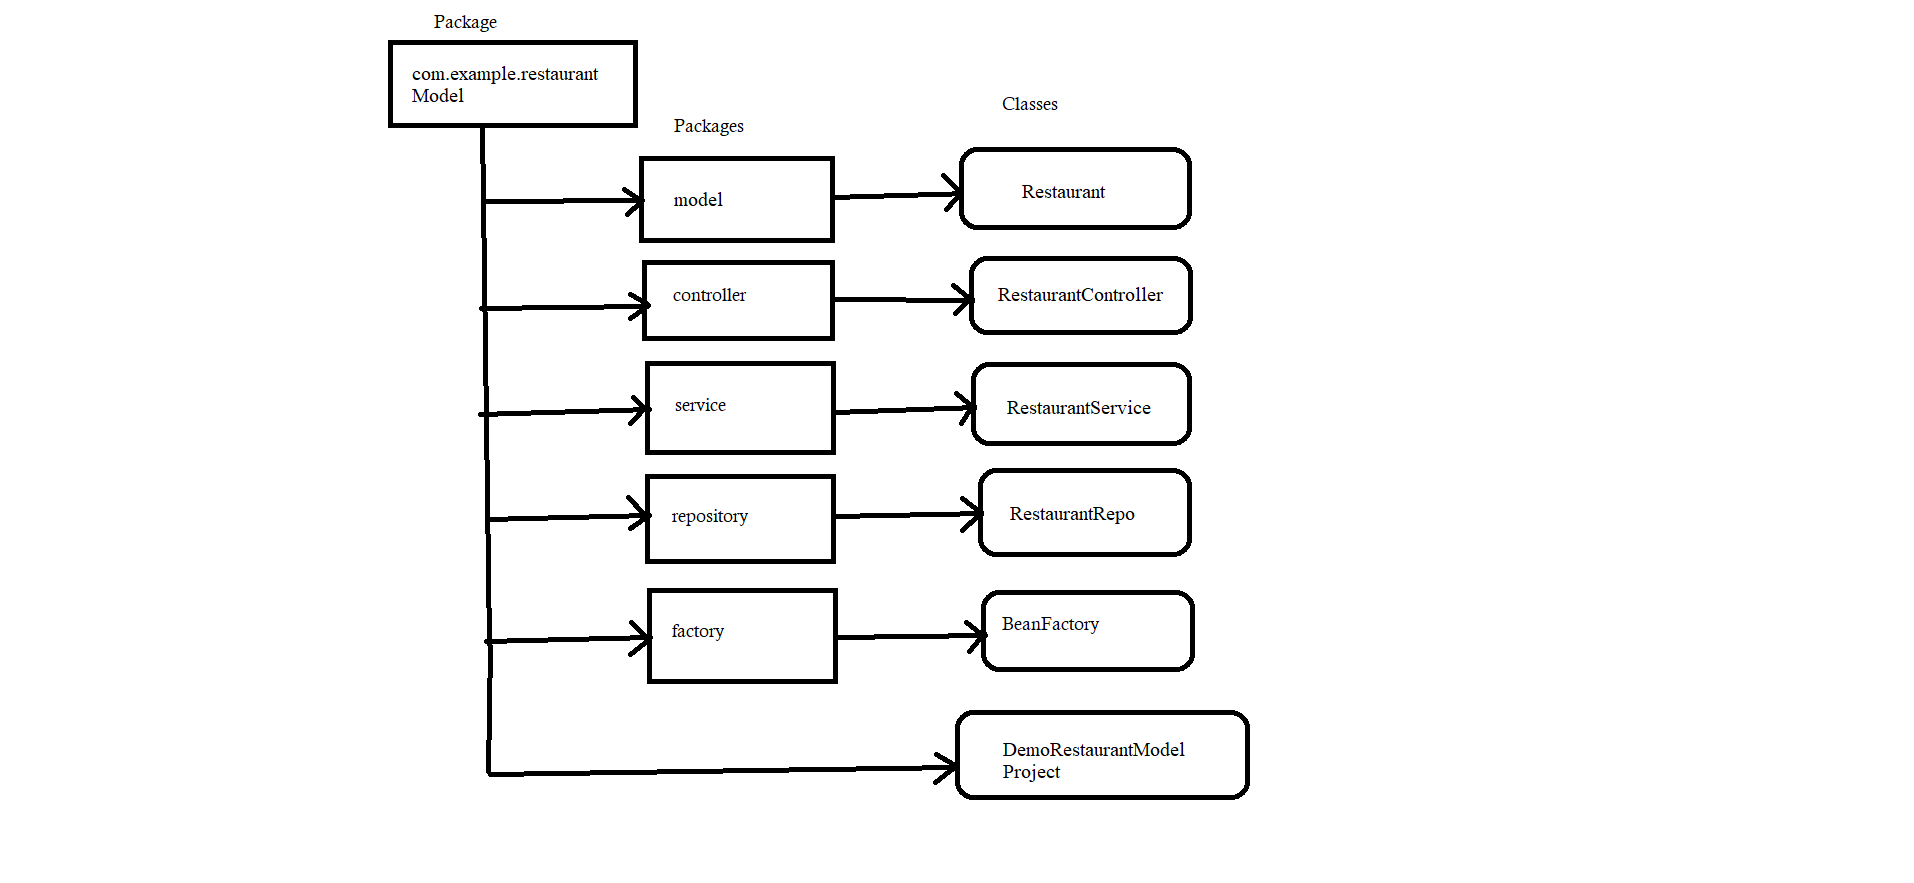 Package
com.example.restaurant
Model
Packages
Classes
model
Restaurant
controller
RestaurantController
service
RestaurantService
repository
RestaurantRepo
factory
BeanFactory
DemoRestaurantModel
Project